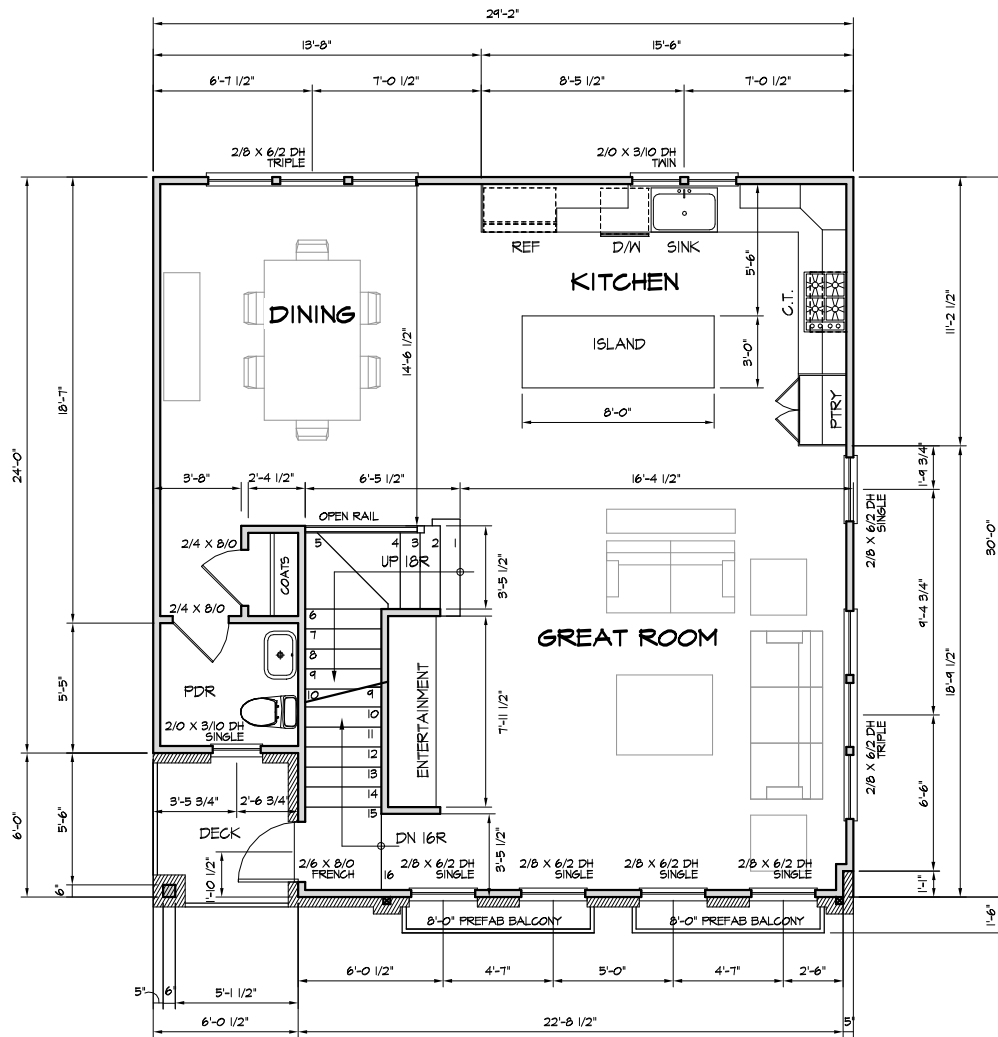 29'-2"
13'-8"
15'-6"
6'-7 1/2"
7'-0 1/2"
8'-5 1/2"
7'-0 1/2"
2/8 X 6/2 DH
TRIPLE
2/0 X 3/10 DH
TWIN
REF
D/W
SINK
KITCHEN
5'-6"
C.T.
DINING
ISLAND
3'-0"
11'-2 1/2"
14'-6 1/2"
8'-0"
PTRY
18'-7"
24'-0"
3'-8"
2'-4 1/2"
6'-5 1/2"
16'-4 1/2"
1'-9 3/4"
OPEN RAIL
2/8 X 6/2 DH
SINGLE
30'-0"
2/4 X 8/0
COATS
5
4
3
2
1
UP 18R
3'-5 1/2"
2/4 X 8/0
6
7
8
9
10
GREAT ROOM
9'-4 3/4"
18'-9 1/2"
5'-5"
PDR
9
10
11
12
13
14
15
16
ENTERTAINMENT
7'-11 1/2"
2/0 X 3/10 DH
SINGLE
2/8 X 6/2 DH
TRIPLE
6'-6"
3'-5 3/4"
2'-6 3/4"
6'-0"
5'-6"
DECK
DN 16R
3'-5 1/2"
2/6 X 8/0
FRENCH
2/8 X 6/2 DH
SINGLE
2/8 X 6/2 DH
SINGLE
2/8 X 6/2 DH
SINGLE
2/8 X 6/2 DH
SINGLE
1'-10 1/2"
6"
1'-1"
1'-6"
8'-0" PREFAB BALCONY
8'-0" PREFAB BALCONY
6'-0 1/2"
4'-7"
5'-0"
4'-7"
2'-6"
5"
6"
5'-1 1/2"
6'-0 1/2"
22'-8 1/2"
5"